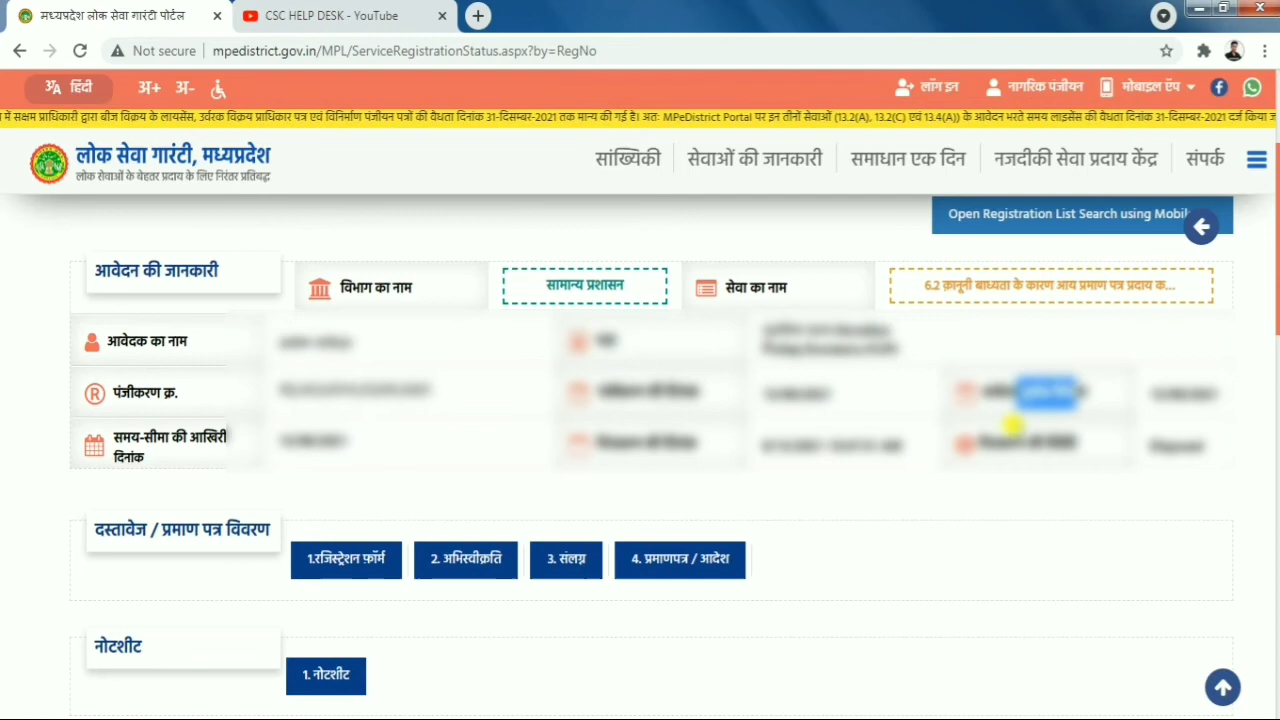 मध्यप्रदेश लोक सेवा गारंटी पोर्टल
CSC HELP DESK - YouTube
Not secure
mpedistrict.gov.in/MPL/ServiceRegistrationStatus.aspx?by=RegNo
हिंदी
अ+
अ-
लॉग इन
नागरिक पंजीयन
मोबाइल ऍप
में सक्षम प्राधिकारी द्वारा बीज विक्रय के लायसेंस, उर्वरक विक्रय प्राधिकार पत्र एवं विनिर्माण पंजीयन पत्रों की वैधता दिनांक 31-दिसम्बर-2021 तक मान्य की गई है। अतः MPeDistrict Portal पर इन तीनों सेवाओं (13.2(A), 13.2(C) एवं 13.4(A)) के आवेदन भरते समय लाइसेंस की वैधता दिनांक 31-दिसम्बर-2021 दर्ज किया
लोक सेवा गारंटी, मध्यप्रदेश
लोक सेवाओं के बेहतर प्रदाय के लिए निरंतर प्रतिबद्ध
सांख्यिकी
सेवाओं की जानकारी
समाधान एक दिन
नजदीकी सेवा प्रदाय केंद्र
संपर्क
Open Registration List Search using Mobil
आवेदन की जानकारी
विभाग का नाम
सामान्य प्रशासन
सेवा का नाम
6.2 क़ानूनी बाध्यता के कारण आय प्रमाण पत्र प्रदाय क...
आवेदक का नाम
पंजीकरण क्र.
समय-सीमा की आखिरी
दिनांक
दस्तावेज / प्रमाण पत्र विवरण
1.रजिस्ट्रेशन फ़ॉर्म
2. अभिस्वीकृति
3. संलग्न
4. प्रमाणपत्र / आदेश
नोटशीट
1. नोटशीट